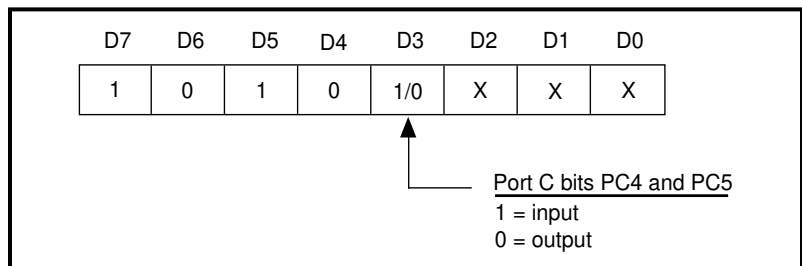 D7 D6 D5 D4 D3 D2 D1 D0
1 0 1 0 1/0 X X X
Port C bits PC4 and PC5
1 = input
0 = output